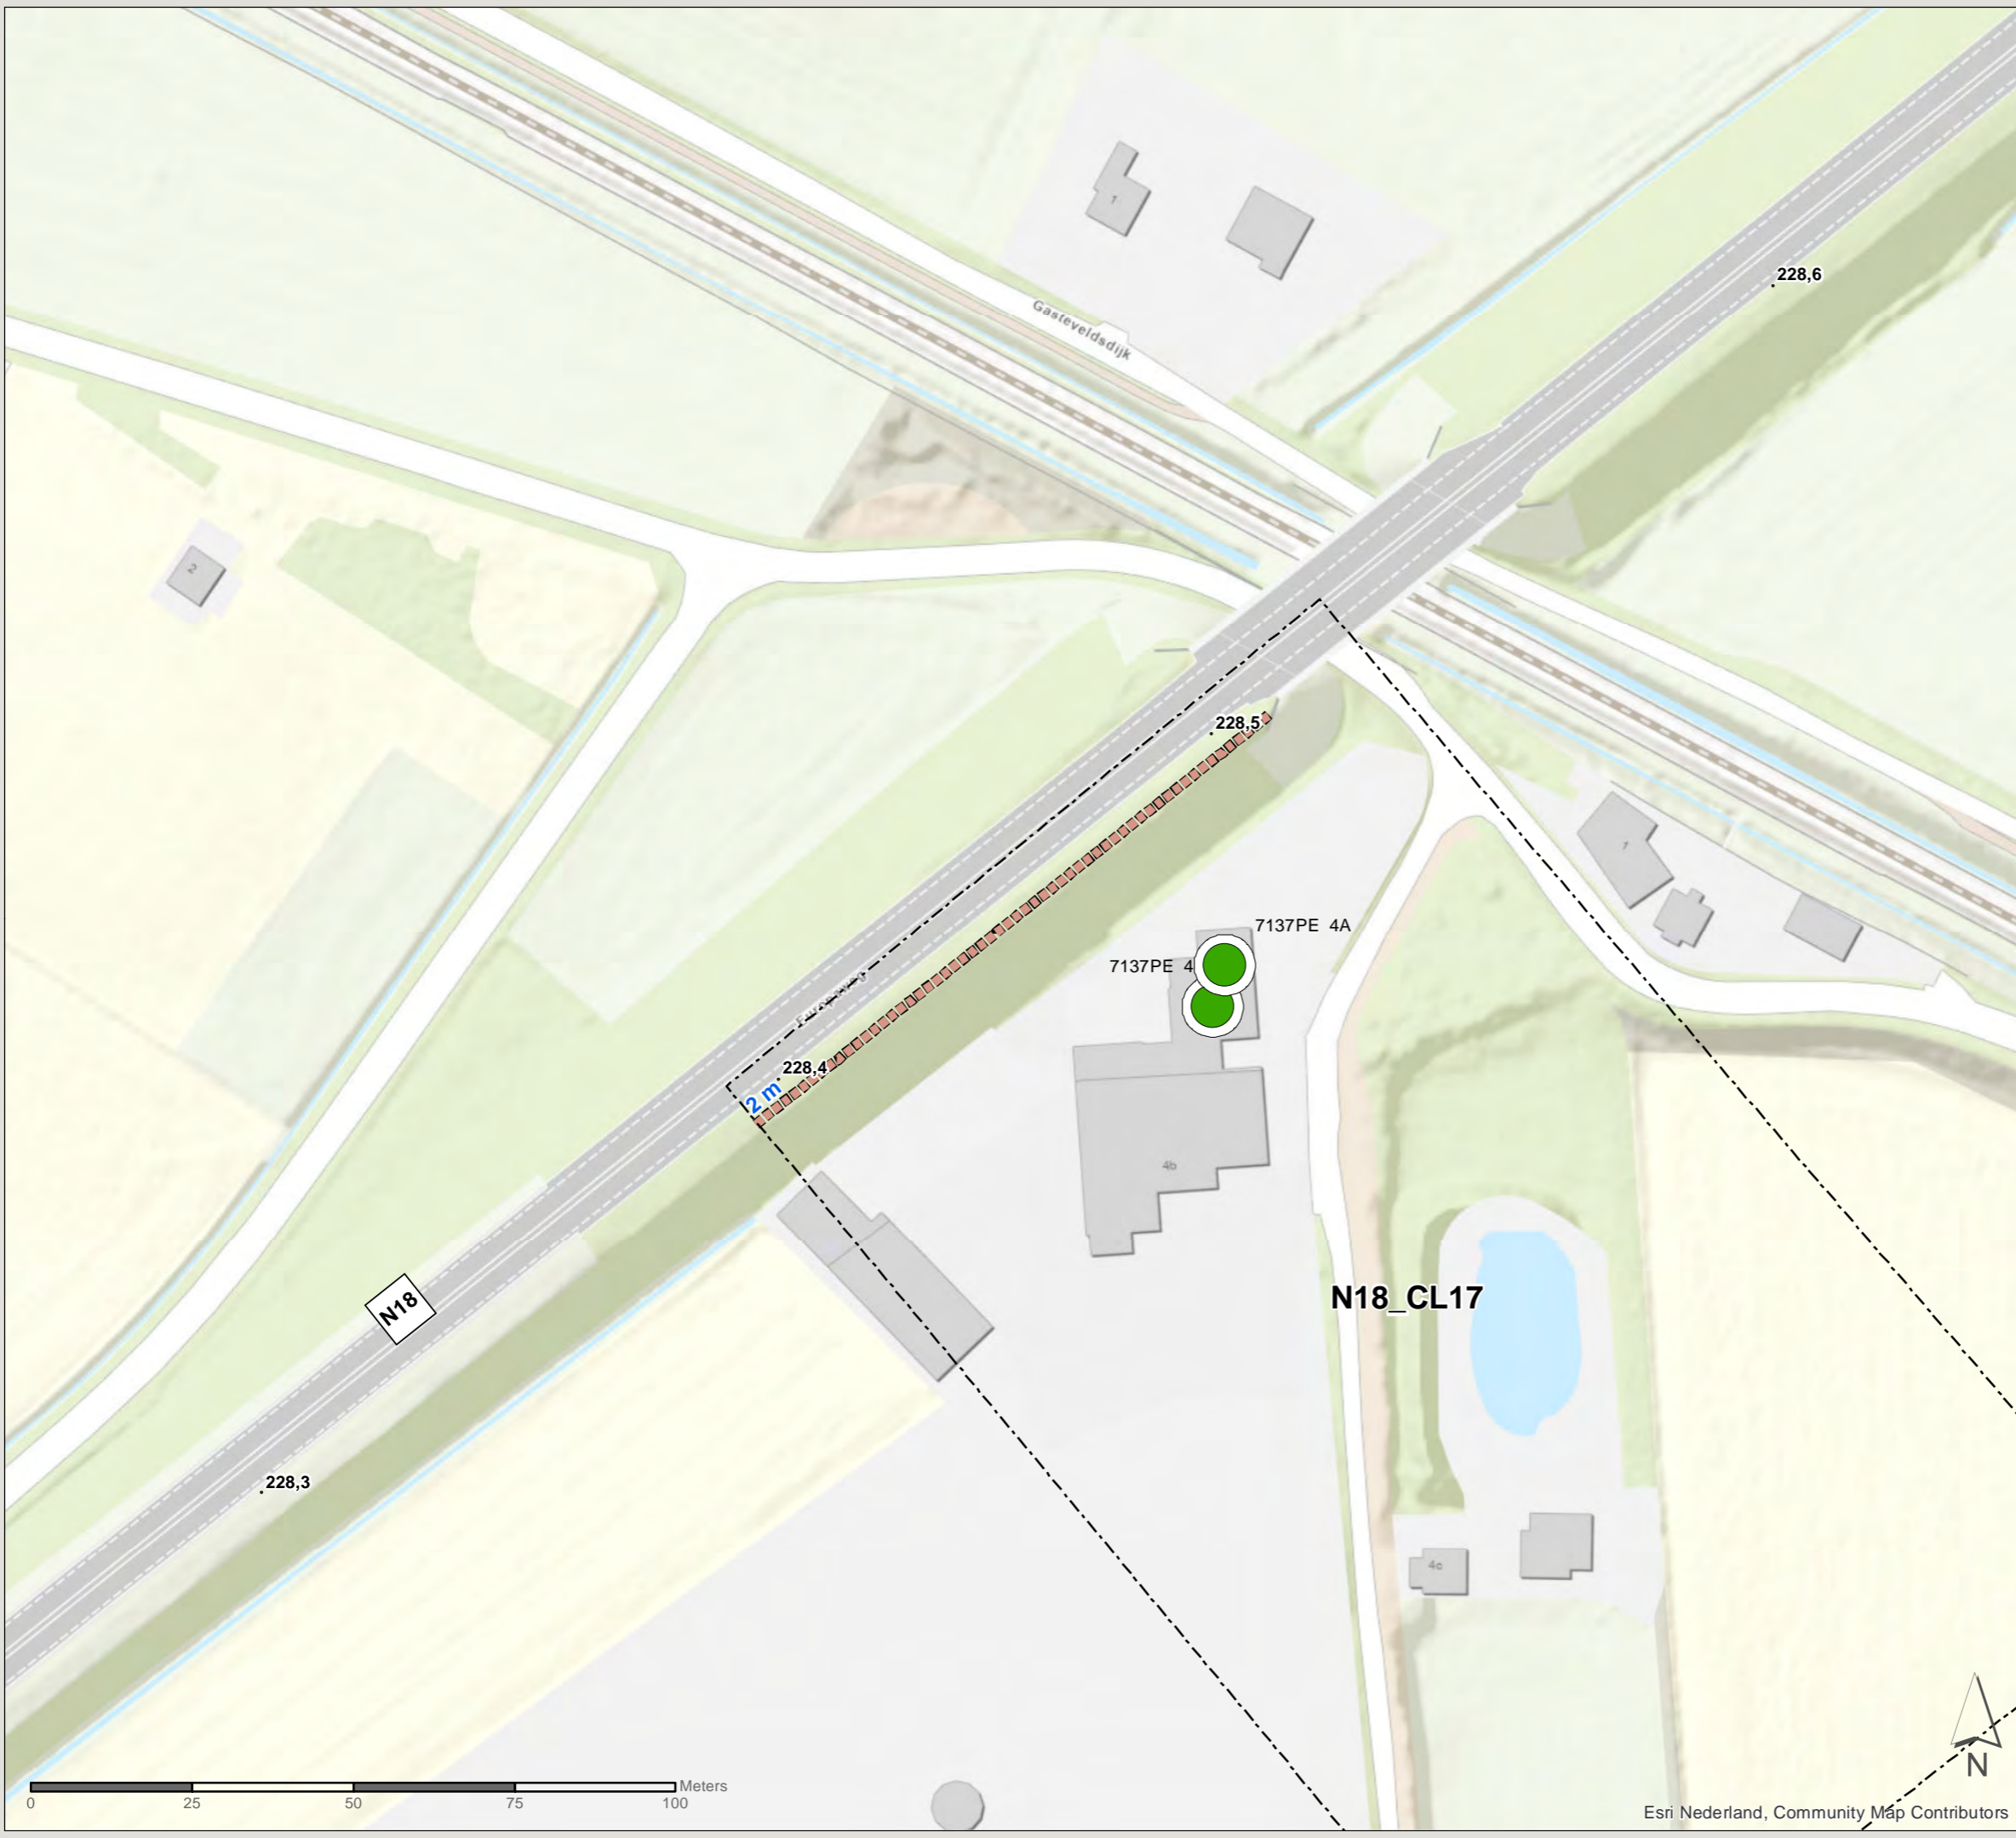 1
228,6
Gasteveldsdijk
2
228,5
1
7137PE 4A
7137PE 4
228,4
2 m
4b
N18
N18_CL17
228,3
4c
N
Meters
0 25 50 75 100
Esri Nederland, Community Map Contributors